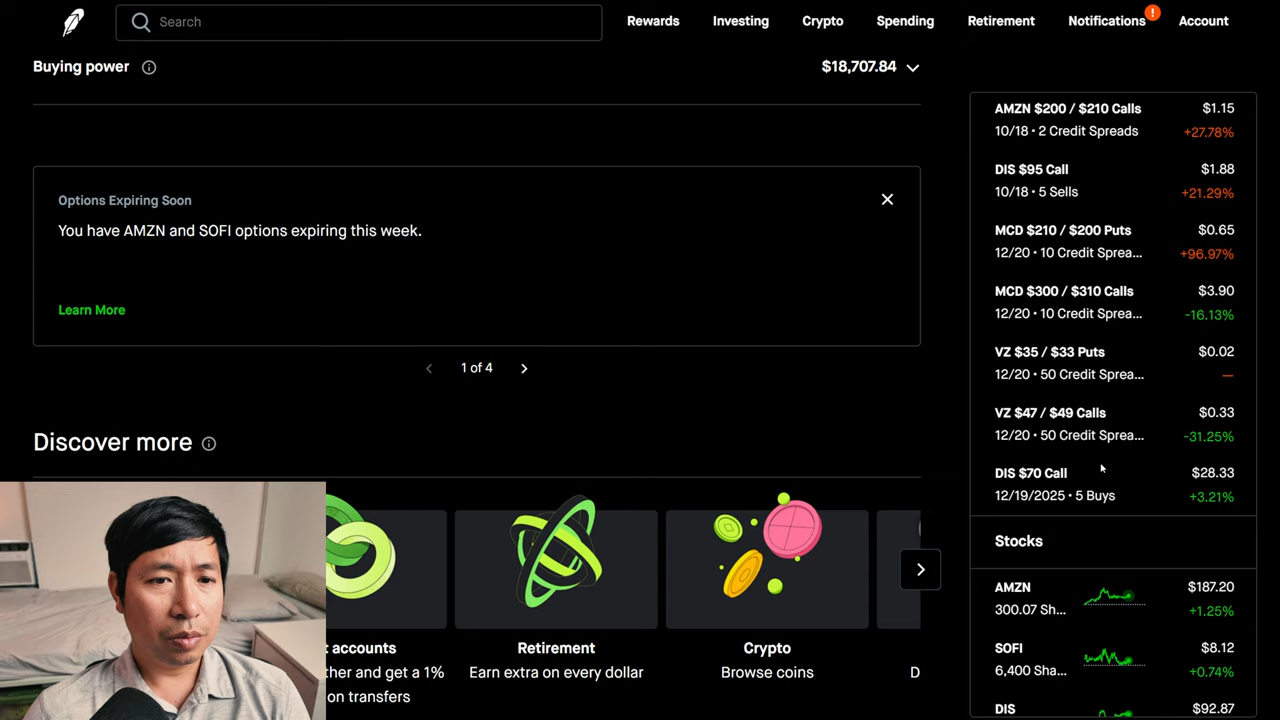 Search
Rewards
Investing
Crypto
Spending
Retirement
Notifications
!
Account
Buying power
$18,707.84
Options Expiring Soon
You have AMZN and SOFI options expiring this week.
Learn More
1 of 4
Discover more
accounts
ther and get a 1%
on transfers
Retirement
Earn extra on every dollar
Crypto
Browse coins
D
AMZN $200 / $210 Calls $1.15
10/18 • 2 Credit Spreads +27.78%
DIS $95 Call $1.88
10/18 • 5 Sells +21.29%
MCD $210 / $200 Puts $0.65
12/20 • 10 Credit Sprea... +96.97%
MCD $300 / $310 Calls $3.90
12/20 • 10 Credit Sprea... -16.13%
VZ $35 / $33 Puts $0.02
12/20 • 50 Credit Sprea... —
VZ $47 / $49 Calls $0.33
12/20 • 50 Credit Sprea... -31.25%
DIS $70 Call $28.33
12/19/2025 • 5 Buys +3.21%
Stocks
AMZN $187.20
300.07 Sh... +1.25%
SOFI $8.12
6,400 Sha... +0.74%
DIS $92.87